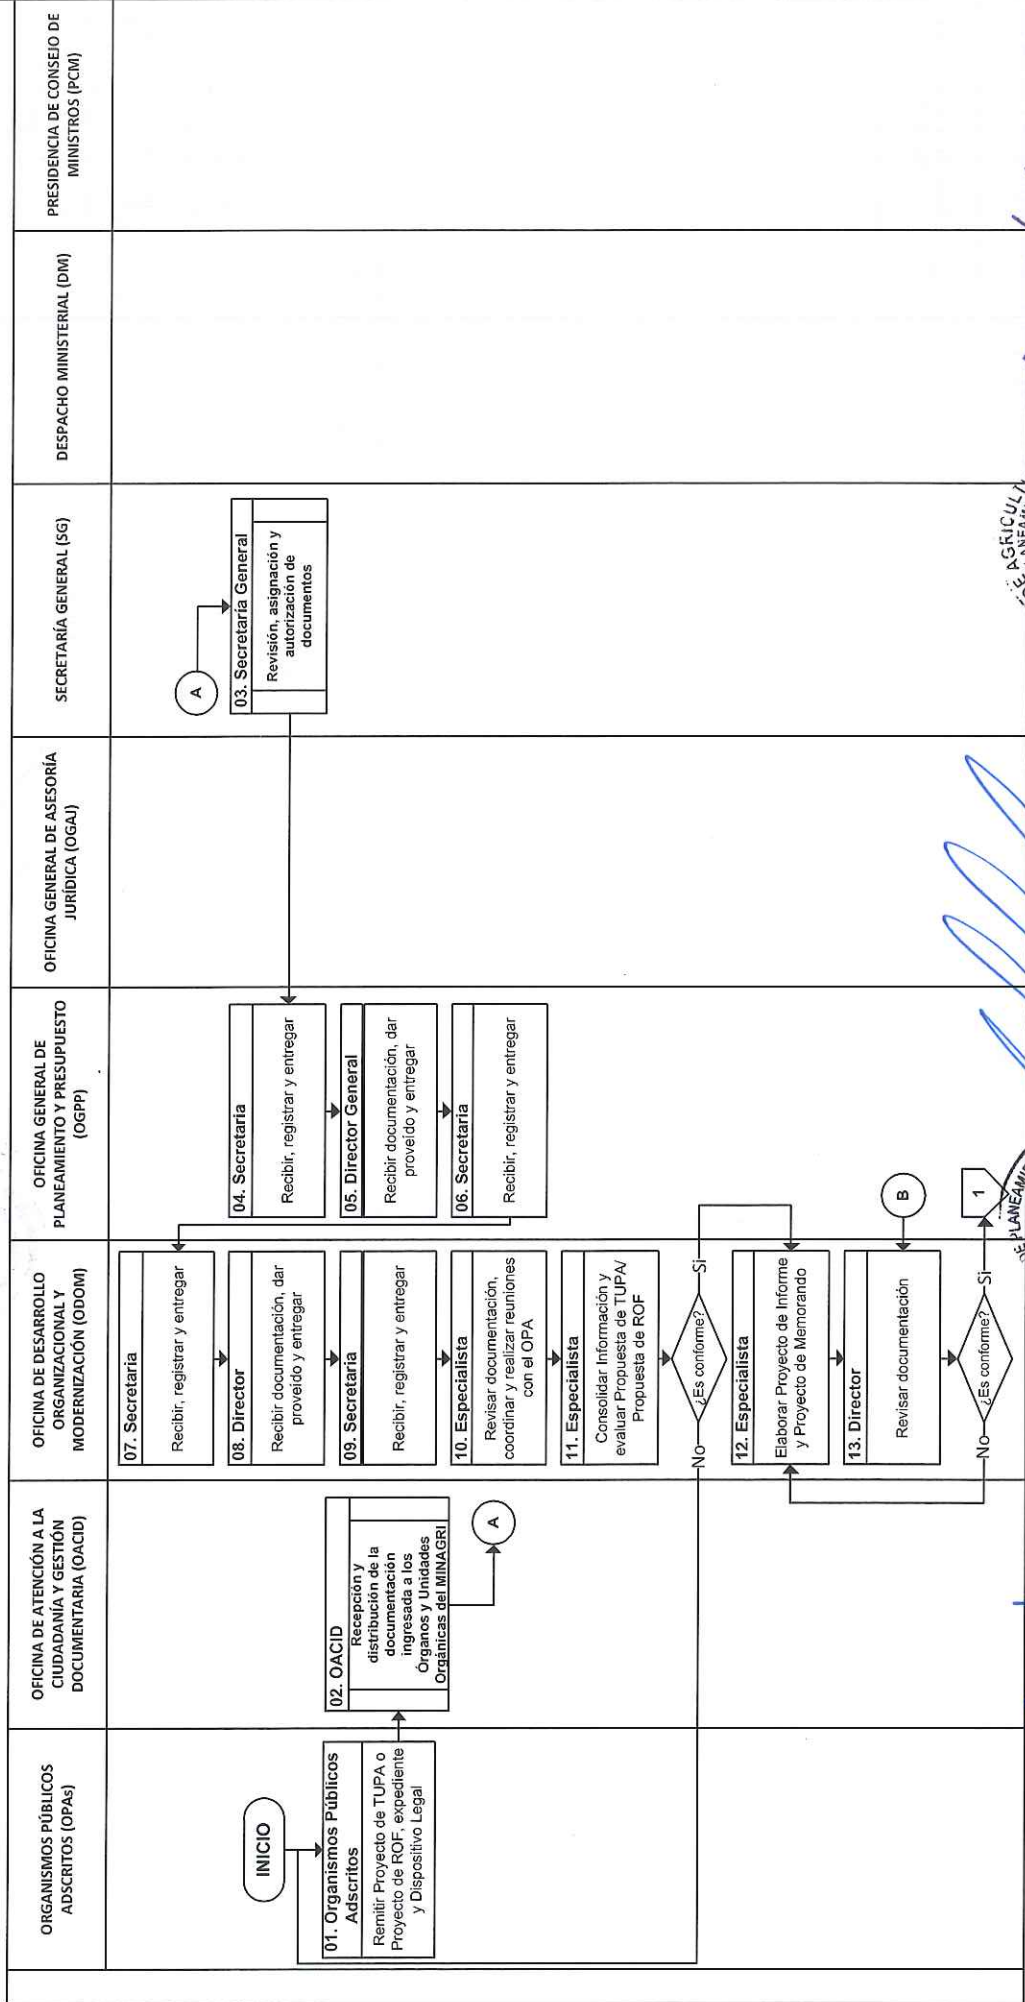 ORGANISMOS PÚBLICOS
ADSCRITOS (OPAs)
OFICINA DE ATENCIÓN A LA
CIUDADANÍA Y GESTIÓN
DOCUMENTARIA (OACID)
OFICINA DE DESARROLLO
ORGANIZACIONAL Y
MODERNIZACIÓN (ODOM)
OFICINA GENERAL DE
PLANEAMIENTO Y PRESUPUESTO
(OGPP)
OFICINA GENERAL DE ASESORÍA
JURÍDICA (OGAJ)
SECRETARÍA GENERAL (SG)
DESPACHO MINISTERIAL (DM)
PRESIDENCIA DE CONSEJO DE
MINISTROS (PCM)
INICIO
01. Organismos Públicos
Adscritos
Remitir Proyecto de TUPA o
Proyecto de ROF, expediente
y Dispositivo Legal
02. OACID
Recepción y
distribución de la
documentación
ingresada a los
Órganos y Unidades
Orgánicas del MINAGRI
A
A
03. Secretaría General
Revisión, asignación y
autorización de
documentos
04. Secretaria
Recibir, registrar y entregar
05. Director General
Recibir documentación, dar
proveído y entregar
06. Secretaria
Recibir, registrar y entregar
07. Secretaria
Recibir, registrar y entregar
08. Director
Recibir documentación, dar
proveído y entregar
09. Secretaria
Recibir, registrar y entregar
10. Especialista
Revisar documentación,
coordinar y realizar reuniones
con el OPA
11. Especialista
Consolidar Información y
evaluar Propuesta de TUPA/
Propuesta de ROF
No
¿Es conforme?
Si
12. Especialista
Elaborar Proyecto de Informe
y Proyecto de Memorando
13. Director
Revisar documentación
B
No
¿Es conforme?
Si
1